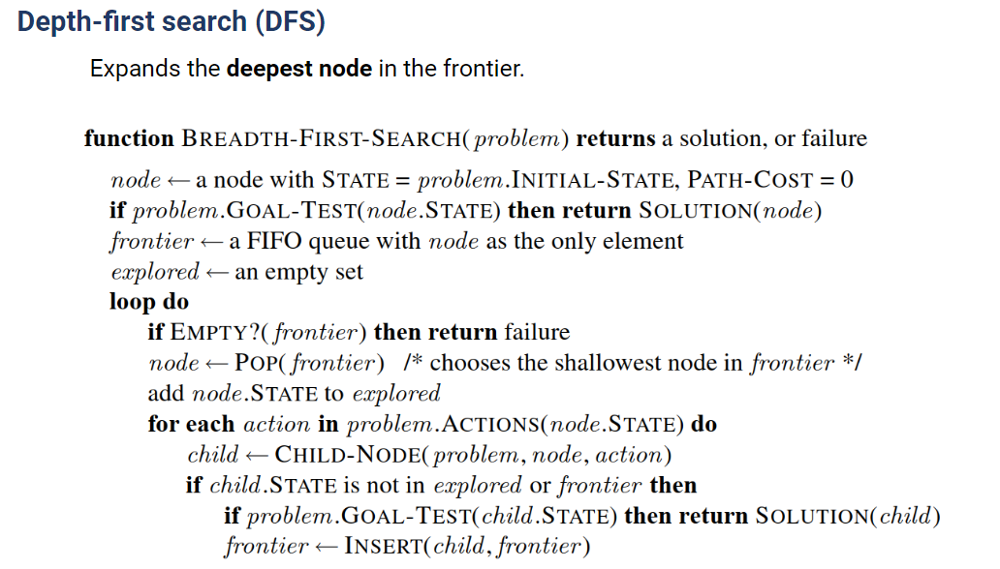 Depth-first search (DFS)
Expands the deepest node in the frontier.
function BREADTH-FIRST-SEARCH(problem) returns a solution, or failure
node ← a node with STATE = problem.INITIAL-STATE, PATH-COST = 0
if problem.GOAL-TEST(node.STATE) then return SOLUTION(node)
frontier ← a FIFO queue with node as the only element
explored ← an empty set
loop do
if EMPTY?(frontier) then return failure
node ← POP(frontier) /* chooses the shallowest node in frontier */
add node.STATE to explored
for each action in problem.ACTIONS(node.STATE) do
child ← CHILD-NODE(problem, node, action)
if child.STATE is not in explored or frontier then
if problem.GOAL-TEST(child.STATE) then return SOLUTION(child)
frontier ← INSERT(child, frontier)